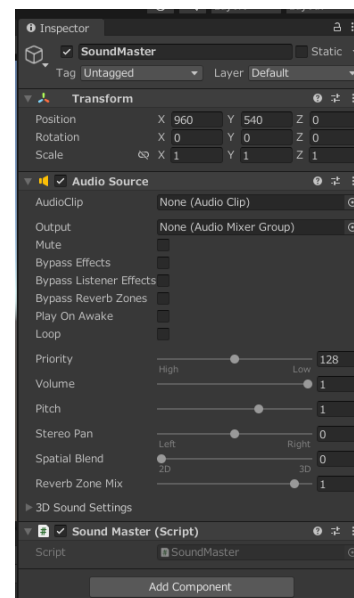 Inspector
SoundMaster Static
Tag Untagged Layer Default
Transform
Position X 960 Y 540 Z 0
Rotation X 0 Y 0 Z 0
Scale X 1 Y 1 Z 1
Audio Source
AudioClip None (Audio Clip)
Output None (Audio Mixer Group)
Mute
Bypass Effects
Bypass Listener Effects
Bypass Reverb Zones
Play On Awake
Loop
Priority 128
High Low
Volume 1
Pitch 1
Stereo Pan 0
Left Right
Spatial Blend 0
2D 3D
Reverb Zone Mix 1
3D Sound Settings
# Sound Master (Script)
Script # SoundMaster
Add Component